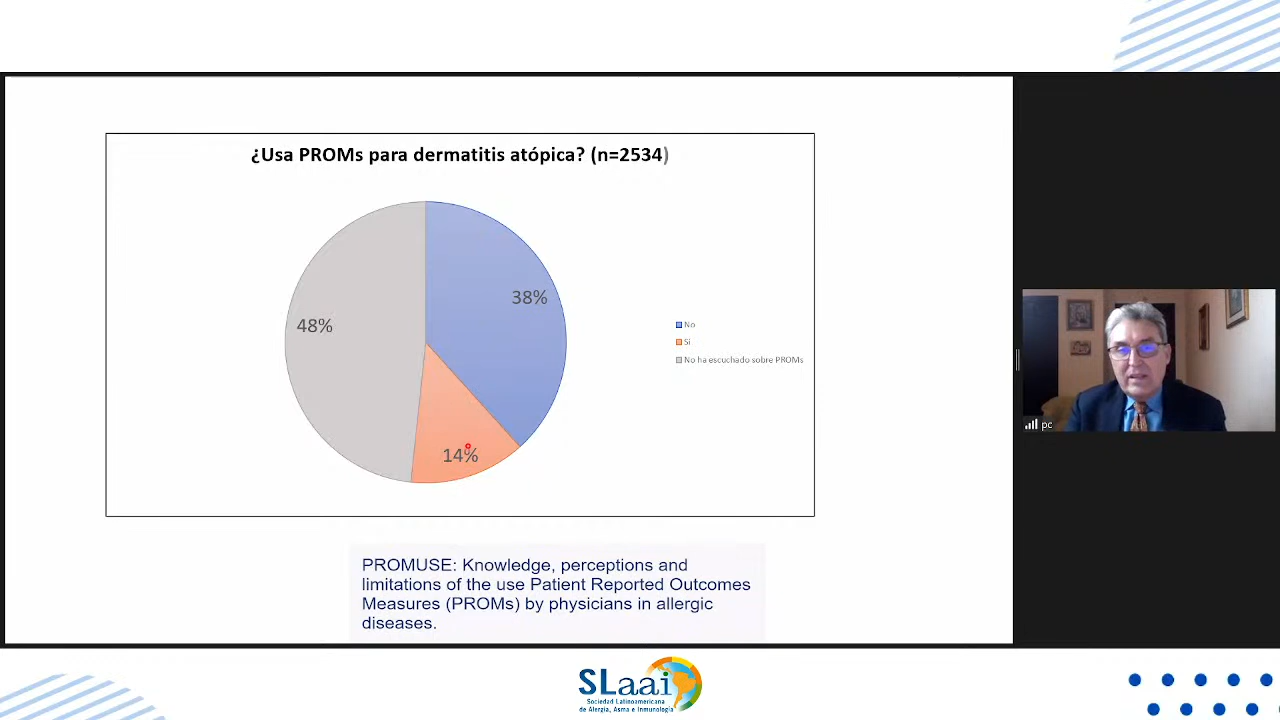 ¿Usa PROMs para dermatitis atópica? (n=2534)
38%
48%
14%
No
Si
No ha escuchado sobre PROMs
pc
PROMUSE: Knowledge, perceptions and
limitations of the use Patient Reported Outcomes
Measures (PROMs) by physicians in allergic
diseases.
SLaai
Sociedad Latinoamericana
de Alergia, Asma e Inmunología